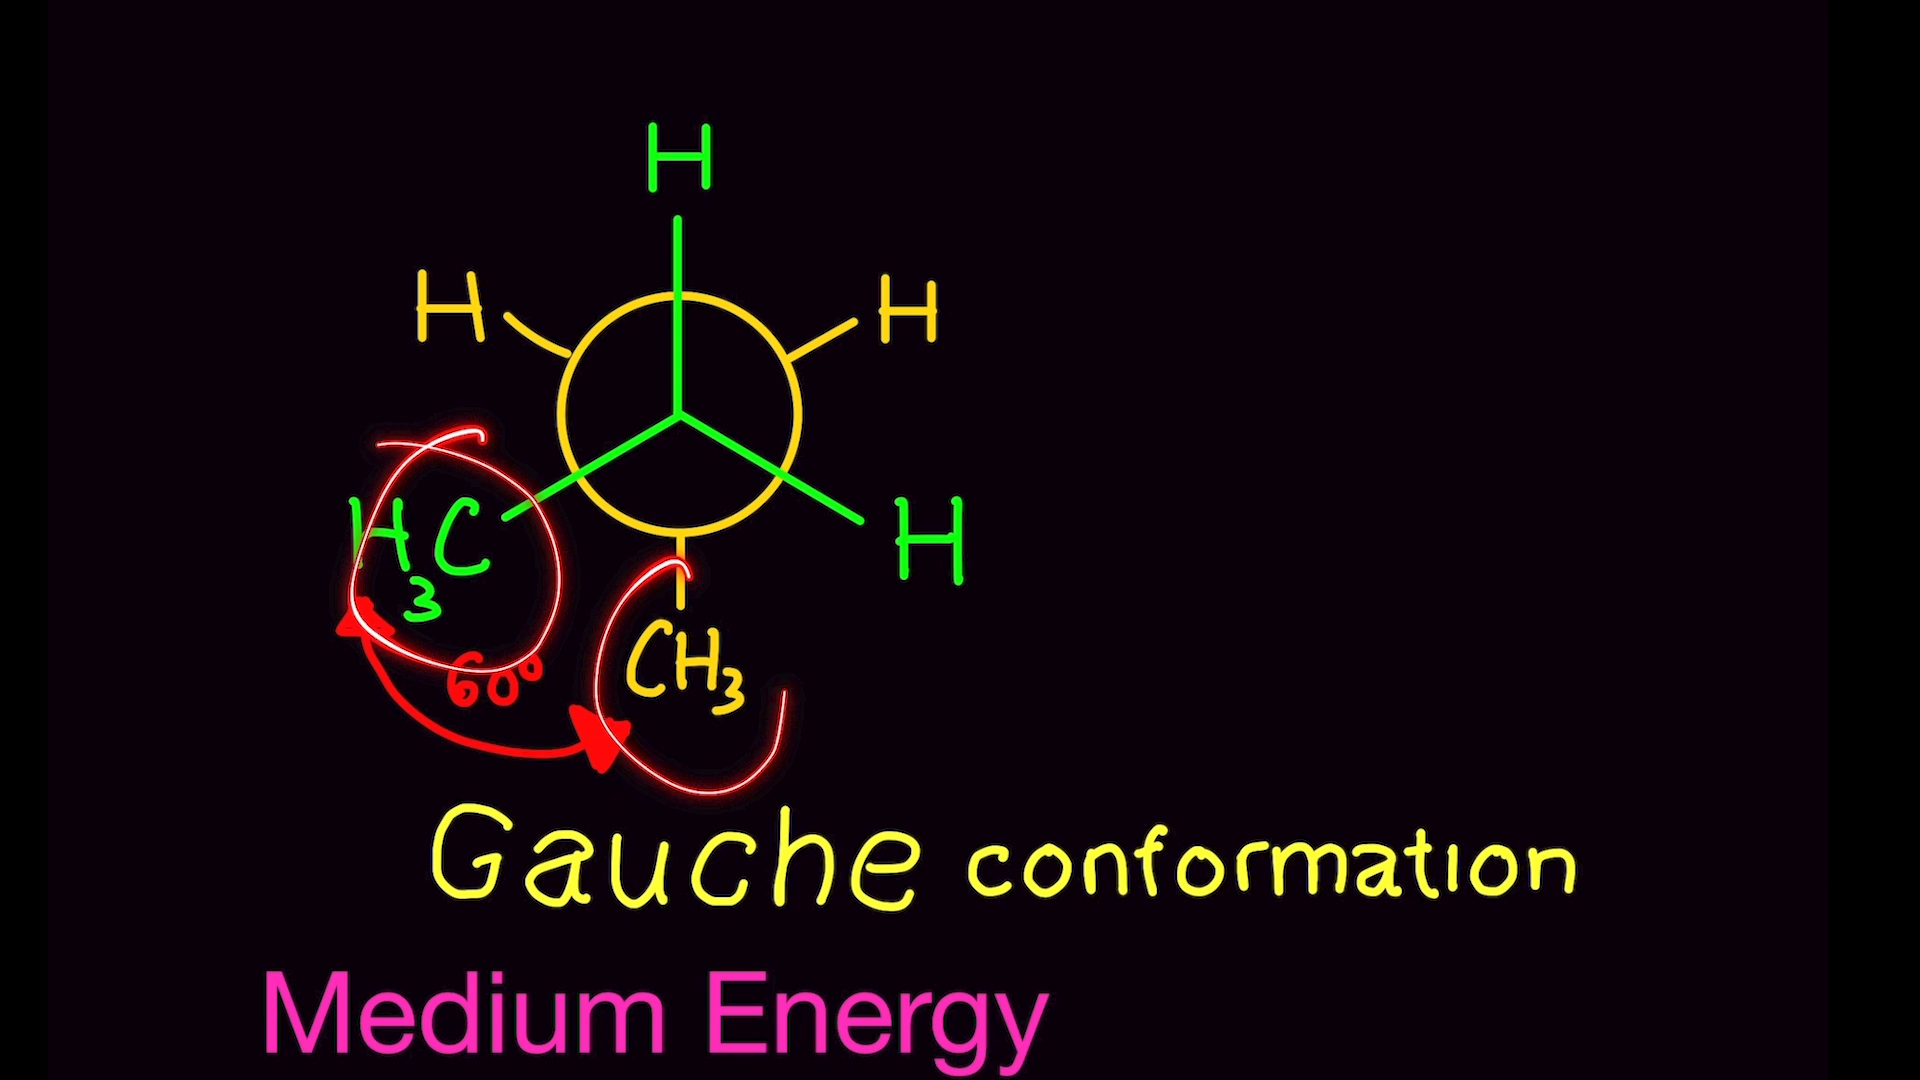 H
H H
H₃C H
60°
CH₃
Gauche conformation
Medium Energy